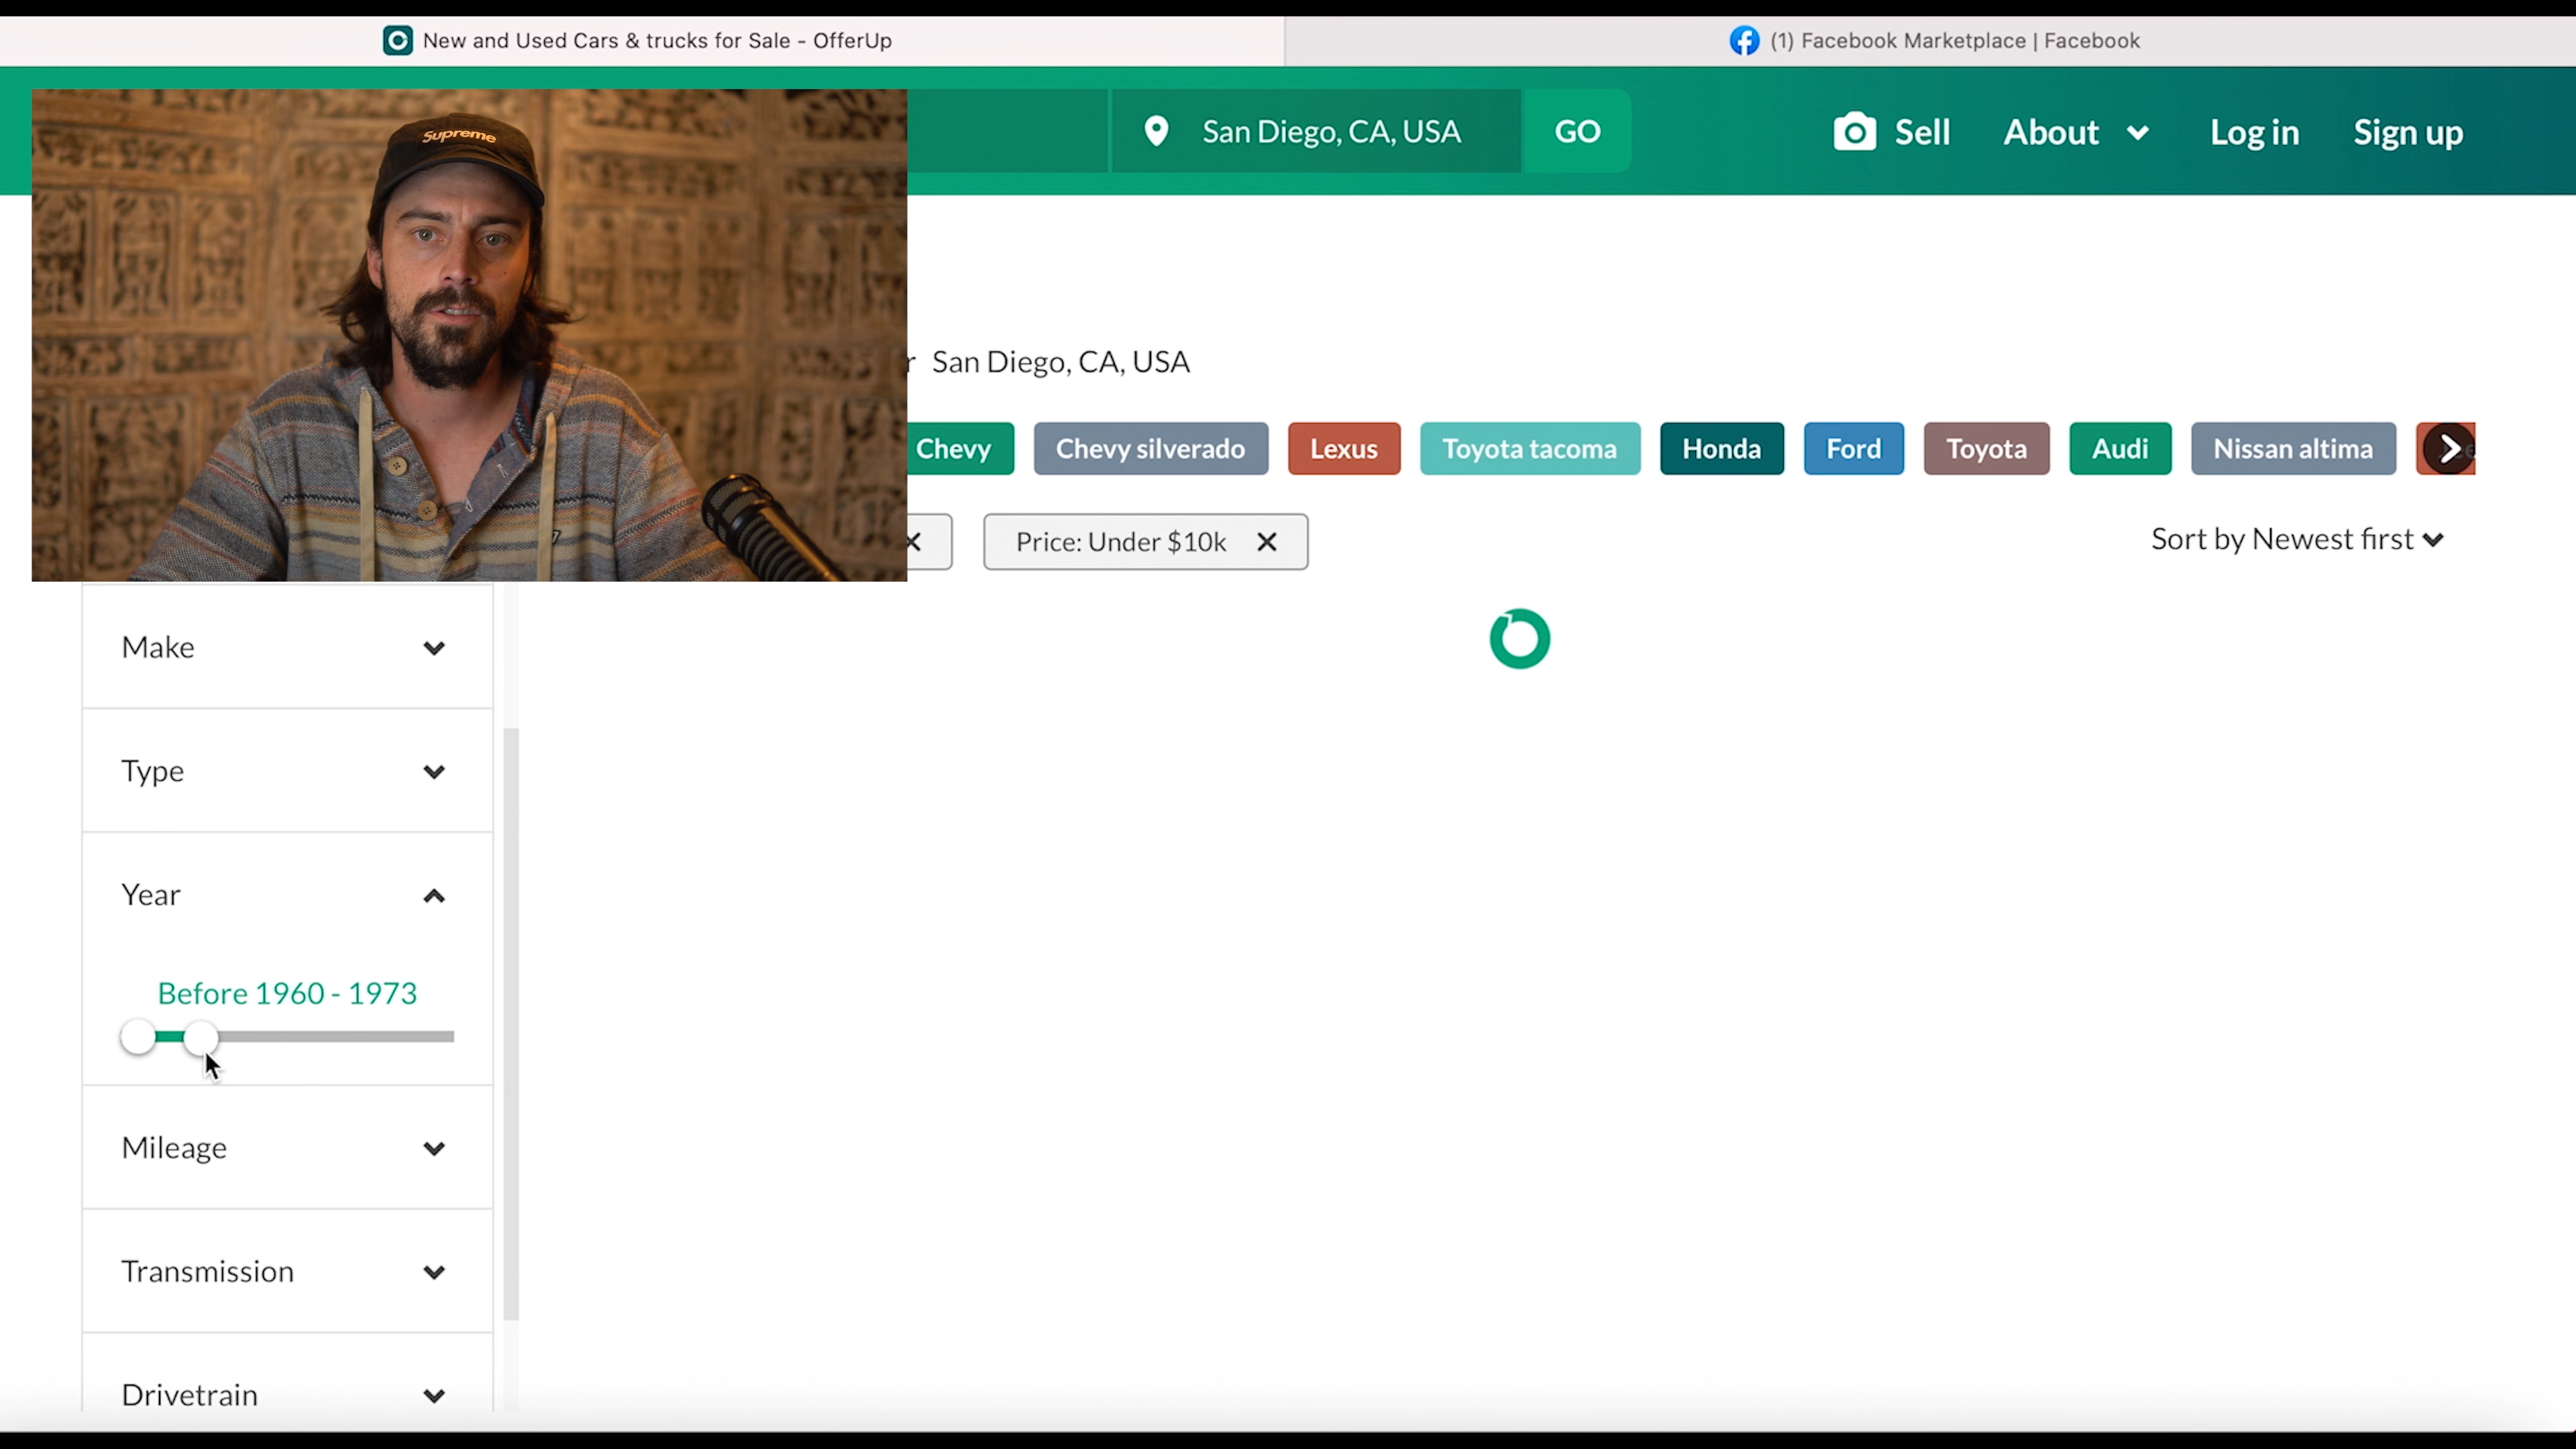 New and Used Cars & trucks for Sale - OfferUp
(1) Facebook Marketplace | Facebook
San Diego, CA, USA
GO
Sell
About
Log in
Sign up
Supreme
San Diego, CA, USA
Chevy
Chevy silverado
Lexus
Toyota tacoma
Honda
Ford
Toyota
Audi
Nissan altima
Price: Under $10k
Sort by Newest first
Make
Type
Year
Before 1960 - 1973
Mileage
Transmission
Drivetrain